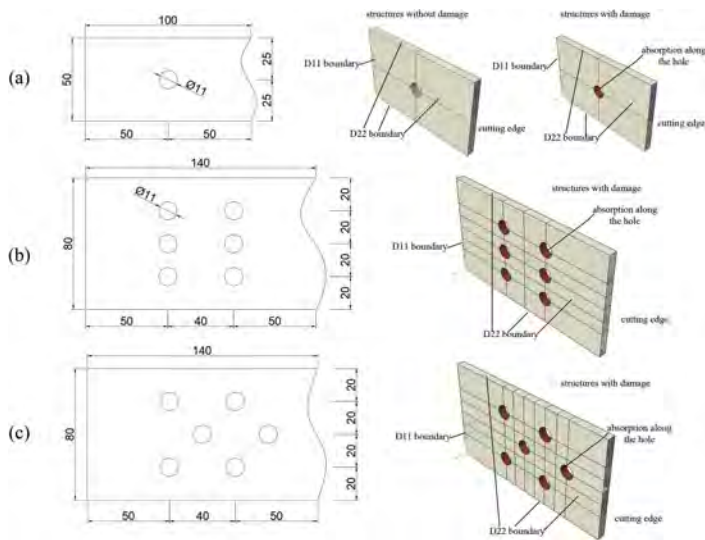 (a)
100
50
Ø11
25
25
50
50
structures without damage
D11 boundary
D22 boundary
cutting edge
structures with damage
D11 boundary
absorption along
the hole
D22 boundary
cutting edge
(b)
140
80
Ø11
20
20
20
20
50
40
50
structures with damage
absorption along
the hole
D11 boundary
D22 boundary
cutting edge
(c)
140
80
20
20
20
20
50
40
50
structures with damage
D11 boundary
absorption along
the hole
D22 boundary
cutting edge